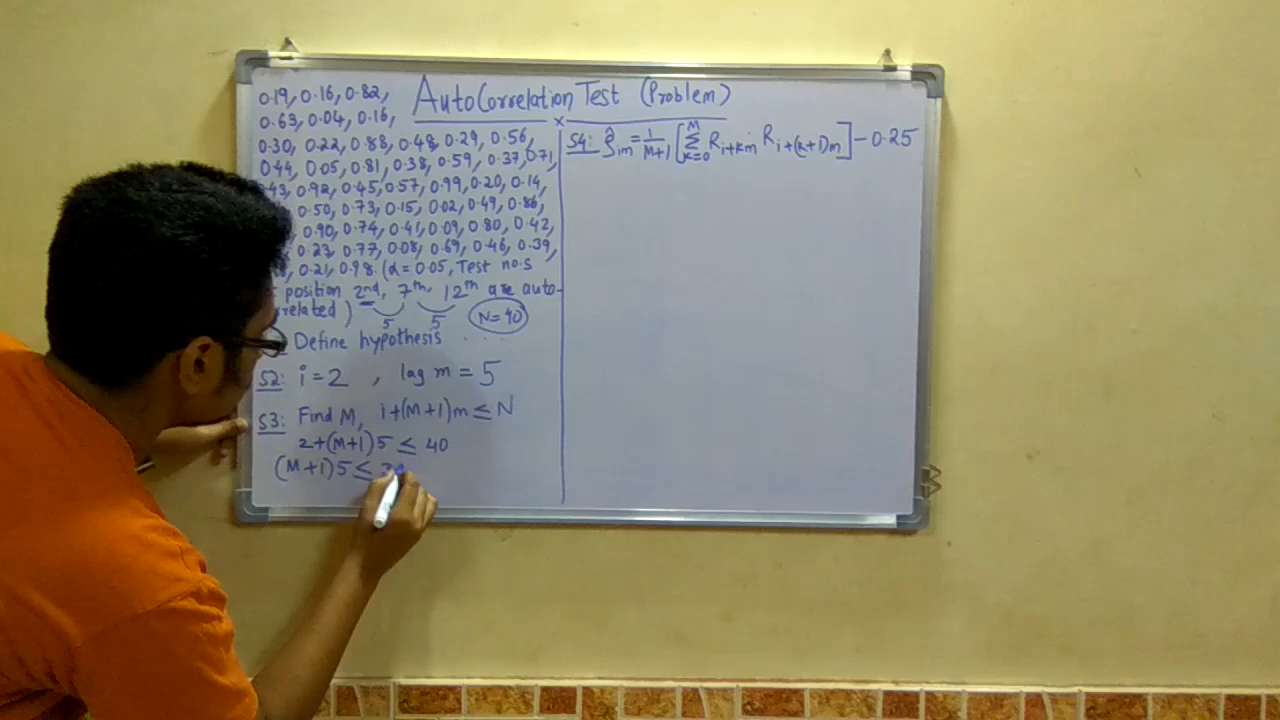 AutoCorrelation Test (Problem)
0.19, 0.16, 0.82,
0.63, 0.04, 0.16,
0.30, 0.22, 0.88, 0.48, 0.29, 0.56,
0.44, 0.05, 0.81, 0.38, 0.59, 0.37, 0.71,
0.92, 0.45, 0.57, 0.99, 0.20, 0.14,
0.50, 0.73, 0.15, 0.02, 0.49, 0.86,
0.90, 0.74, 0.41, 0.09, 0.80, 0.42,
0.23, 0.77, 0.08, 0.69, 0.46, 0.39,
0.21, 0.98. (α = 0.05, Test no.s
position 2nd, 7th, 12th are auto-
related)
5 5 N=40
Define hypothesis . . . .
S2: i = 2 , lag m = 5
S3: Find M, i+(M+1)m ≤ N
2+(M+1)5 ≤ 40
(M+1)5 ≤
S4: ρ̂im = 1/M+1 [ M Σ K=0 Ri+km Ri+(k+1)m ] - 0.25